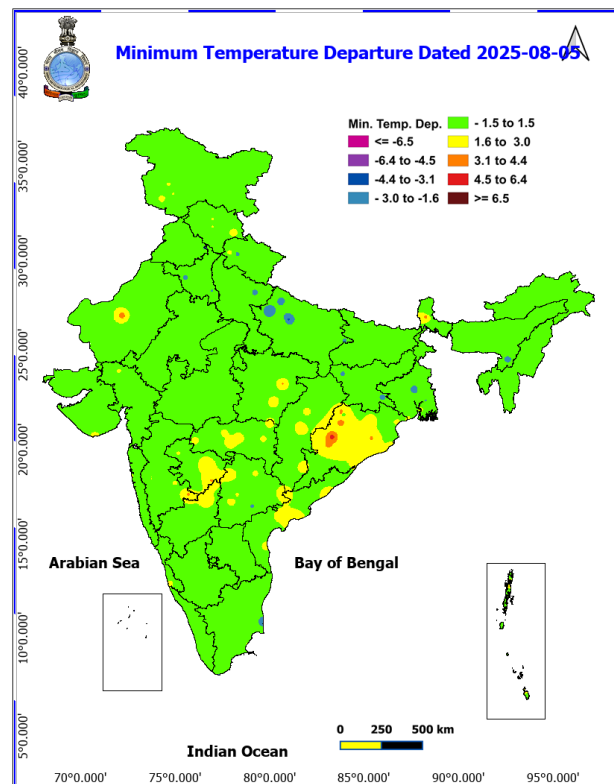 Minimum Temperature Departure Dated 2025-08-05
Min. Temp. Dep.
<= -6.5
-6.4 to -4.5
-4.4 to -3.1
- 3.0 to -1.6
- 1.5 to 1.5
1.6 to 3.0
3.1 to 4.4
4.5 to 6.4
>= 6.5
40°0.000'
35°0.000'
30°0.000'
25°0.000'
20°0.000'
15°0.000'
10°0.000'
5°0.000'
Arabian Sea
Bay of Bengal
Indian Ocean
0 250 500 km
70°0.000' 75°0.000' 80°0.000' 85°0.000' 90°0.000' 95°0.000'